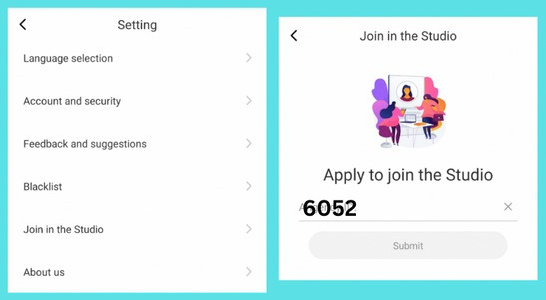 Setting
Language selection
Account and security
Feedback and suggestions
Blacklist
Join in the Studio
About us
Join in the Studio
Apply to join the Studio
6052
Submit